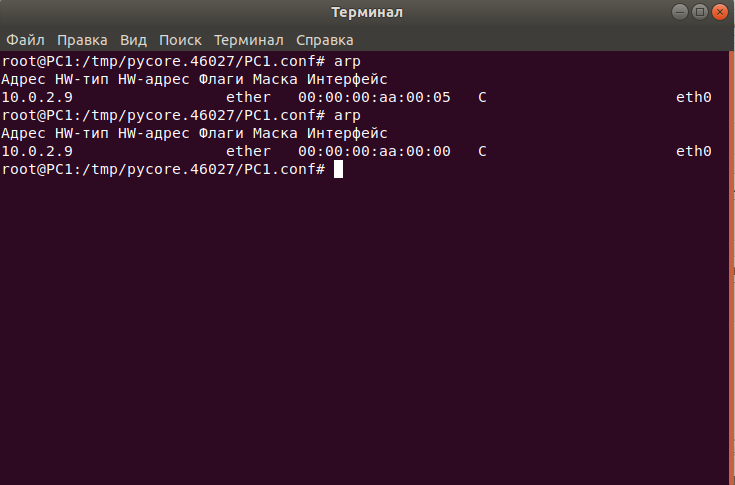 Терминал
Файл Правка Вид Поиск Терминал Справка
root@PC1:/tmp/pycore.46027/PC1.conf# arp
Адрес HW-тип HW-адрес Флаги Маска Интерфейс
10.0.2.9 ether 00:00:00:aa:00:05 C eth0
root@PC1:/tmp/pycore.46027/PC1.conf# arp
Адрес HW-тип HW-адрес Флаги Маска Интерфейс
10.0.2.9 ether 00:00:00:aa:00:00 C eth0
root@PC1:/tmp/pycore.46027/PC1.conf#